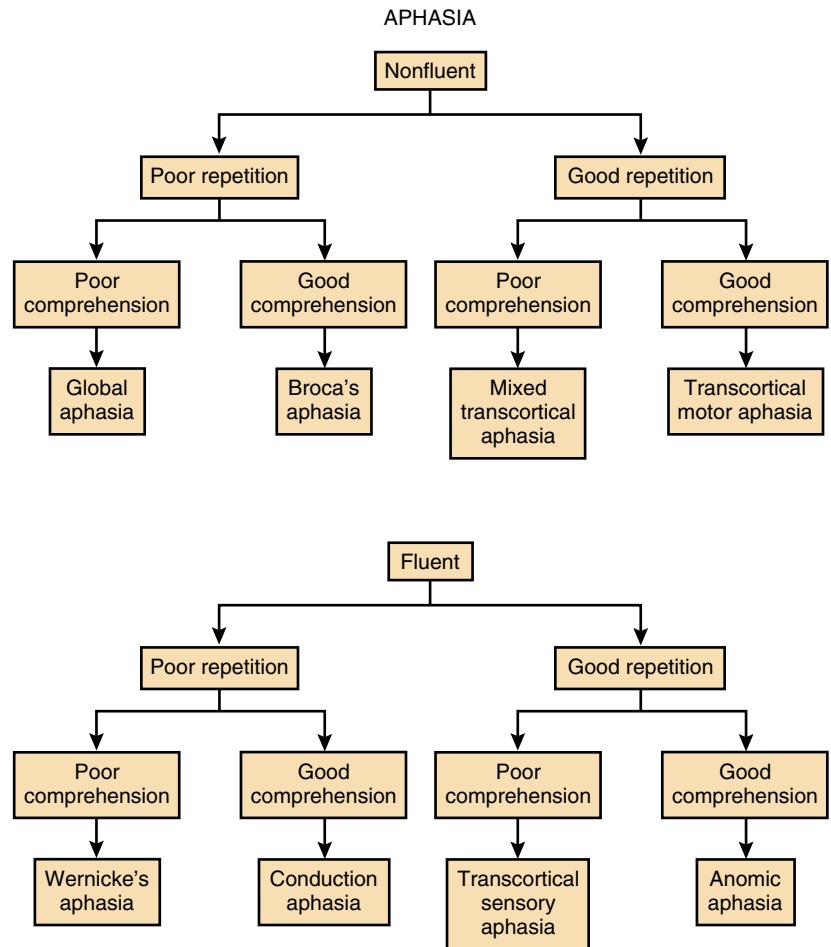 APHASIA
Nonfluent
Poor repetition
Good repetition
Poor
comprehension
Good
comprehension
Poor
comprehension
Good
comprehension
Global
aphasia
Broca's
aphasia
Mixed
transcortical
aphasia
Transcortical
motor aphasia
Fluent
Poor repetition
Good repetition
Poor
comprehension
Good
comprehension
Poor
comprehension
Good
comprehension
Wernicke's
aphasia
Conduction
aphasia
Transcortical
sensory
aphasia
Anomic
aphasia